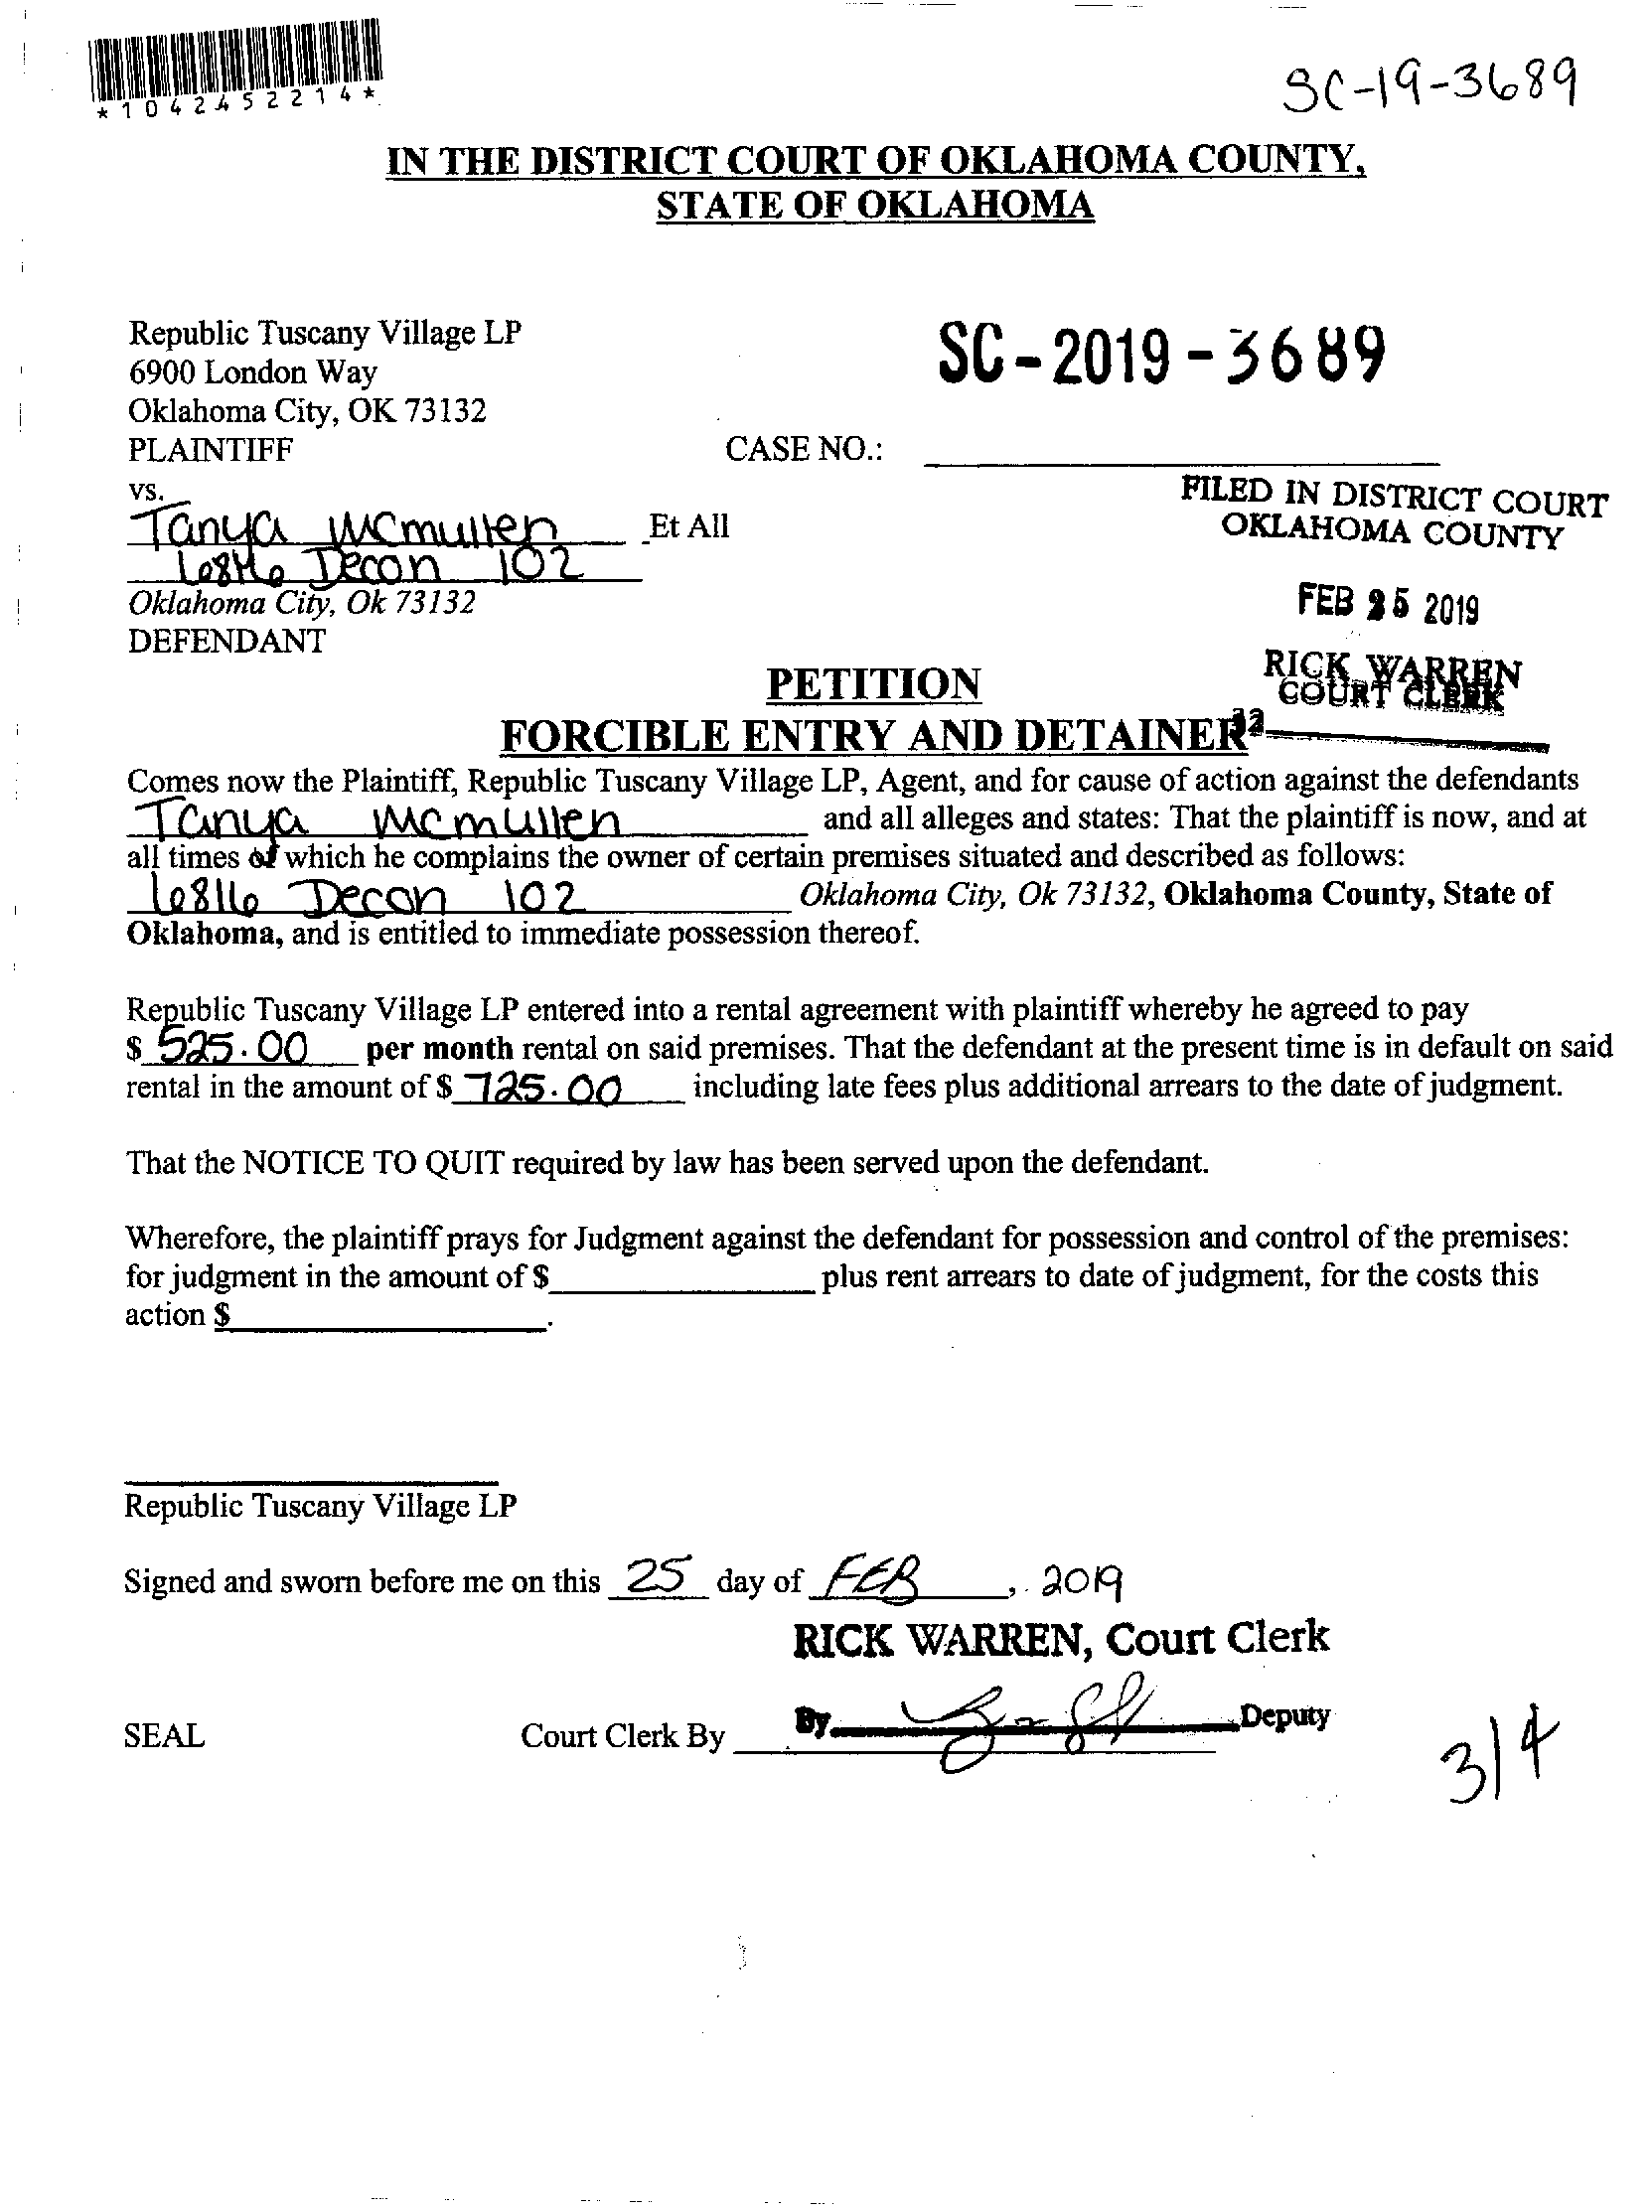 *1042452214*
SC-19-3689
IN THE DISTRICT COURT OF OKLAHOMA COUNTY,
STATE OF OKLAHOMA
Republic Tuscany Village LP
6900 London Way
Oklahoma City, OK 73132
PLAINTIFF
SC-2019-3689
CASE NO.:
vs.
Tanya McMullen Et All
6816 Decon 102
Oklahoma City, Ok 73132
DEFENDANT
FILED IN DISTRICT COURT
OKLAHOMA COUNTY
FEB 25 2019
RICK WARREN
COURT CLERK
PETITION
FORCIBLE ENTRY AND DETAINER
Comes now the Plaintiff, Republic Tuscany Village LP, Agent, and for cause of action against the defendants
Tanya McMullen and all alleges and states: That the plaintiff is now, and at
all times of which he complains the owner of certain premises situated and described as follows:
6816 Decon 102 Oklahoma City, Ok 73132, Oklahoma County, State of
Oklahoma, and is entitled to immediate possession thereof.
Republic Tuscany Village LP entered into a rental agreement with plaintiff whereby he agreed to pay
$ 525.00 per month rental on said premises. That the defendant at the present time is in default on said
rental in the amount of $ 725.00 including late fees plus additional arrears to the date of judgment.
That the NOTICE TO QUIT required by law has been served upon the defendant.
Wherefore, the plaintiff prays for Judgment against the defendant for possession and control of the premises:
for judgment in the amount of $ plus rent arrears to date of judgment, for the costs this
action $ .
Republic Tuscany Village LP
Signed and sworn before me on this 25 day of FEB, 2019
RICK WARREN, Court Clerk
SEAL Court Clerk By By Deputy
3/4